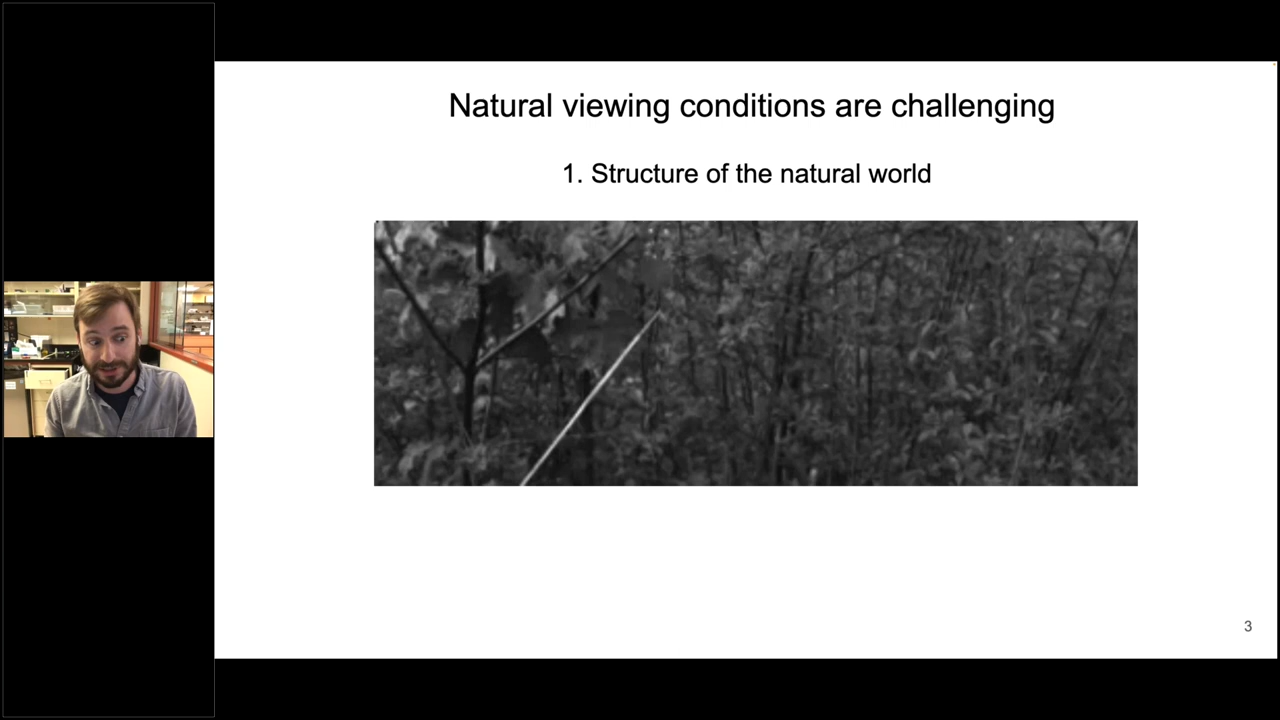 Natural viewing conditions are challenging
1. Structure of the natural world
3